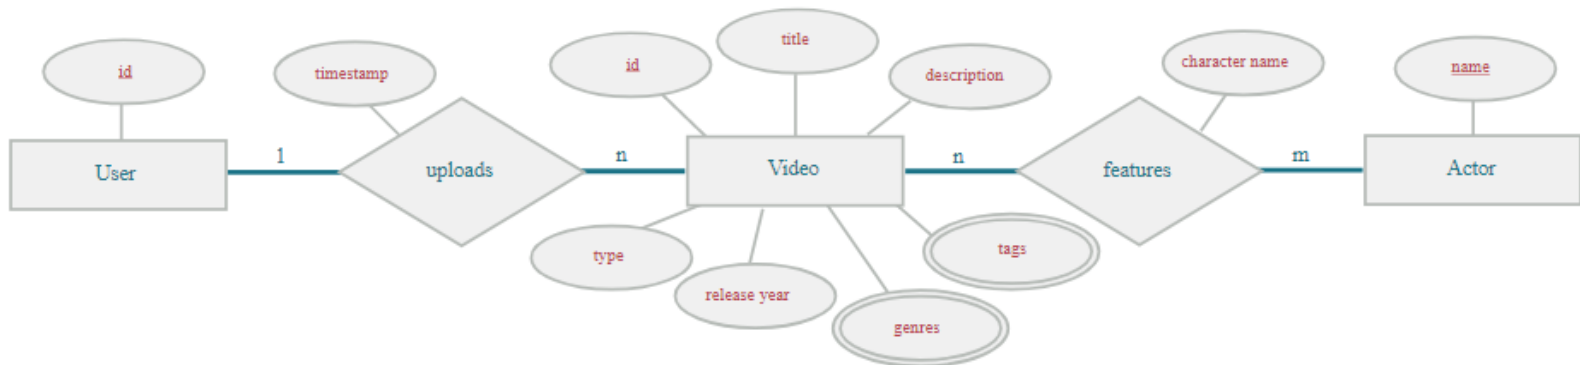 title
id
timestamp
id
description
character name
name
User
1
uploads
n
Video
n
features
m
Actor
type
release year
genres
tags